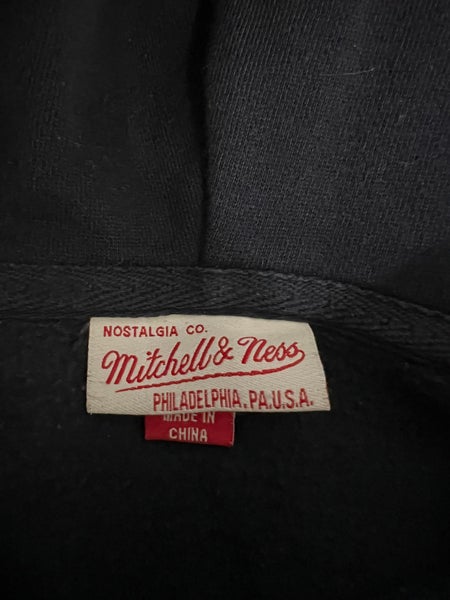 NOSTALGIA CO.
Mitchell & Ness
PHILADELPHIA.PA.U.S.A.
MADE IN
CHINA